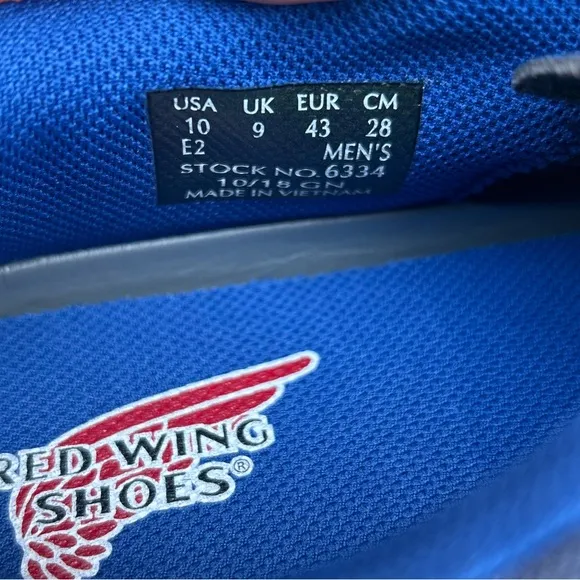 USA UK EUR CM
10 9 43 28
E2 MEN'S
STOCK NO. 6334
10/18 GN
MADE IN VIETNAM
RED WING
SHOES®